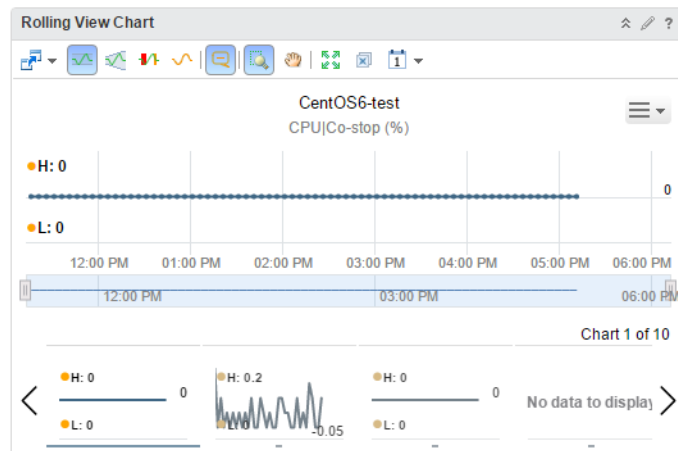 Rolling View Chart ?
1
CentOS6-test
CPU|Co-stop (%)
H: 0
0
L: 0
12:00 PM 01:00 PM 02:00 PM 03:00 PM 04:00 PM 05:00 PM 06:00 PM
12:00 PM 03:00 PM 06:00 PM
Chart 1 of 10
H: 0 0 H: 0.2 H: 0 0 No data to display
L: 0 L: 0 -0.05 L: 0